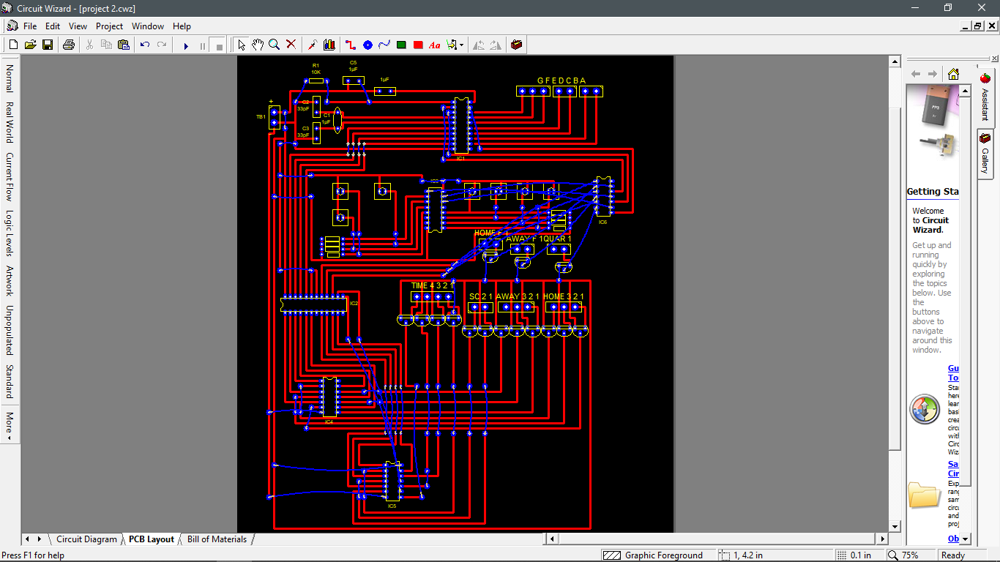 Circuit Wizard - [project 2.cwz]
File Edit View Project Window Help
Normal
Real World
Current Flow
Logic Levels
Artwork
Unpopulated
Standard
More
R1
10K
C5
1µF
1µF
G F E D C B A
+
TB1
C2
33pF
C1
1µF
C3
33pF
IC1
IC6
HOME F 1
AWAY F 1
QUAR 1
TIME 4 3 2 1
SC 2 1
AWAY 3 2 1
HOME 3 2 1
IC2
IC4
IC5
Getting Sta
Welcome
to Circuit
Wizard.
Get up and
running
quickly by
exploring
the topics
below. Use
the
buttons
above to
navigate
around this
window.
Gu
To
Star
here
lear
basi
crea
circu
with
Circ
Wiz
Sa
Cir
Exp
rang
sam
circu
and
proj
Ob
Assistant
Gallery
Circuit Diagram PCB Layout Bill of Materials
Press F1 for help
Graphic Foreground
1, 4.2 in
0.1 in
75%
Ready